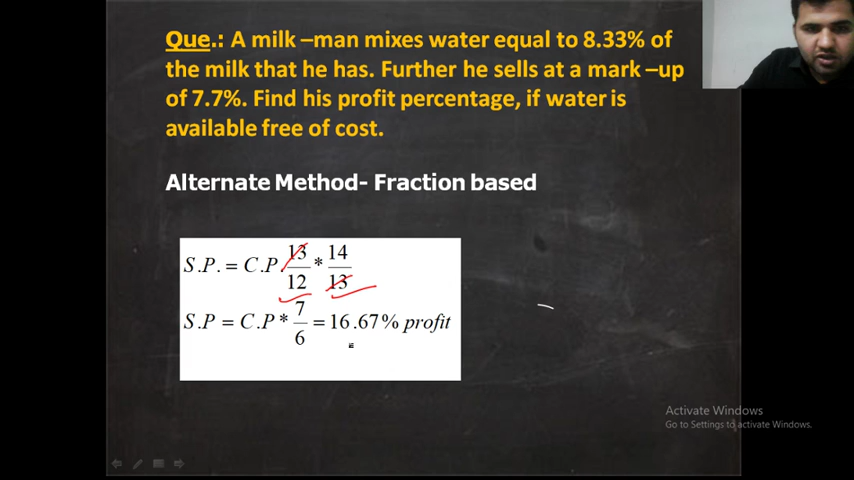 Que.: A milk –man mixes water equal to 8.33% of
the milk that he has. Further he sells at a mark –up
of 7.7%. Find his profit percentage, if water is
available free of cost.
Alternate Method- Fraction based
S.P. = C.P. 13/12 * 14/13
S.P = C.P * 7/6 = 16.67% profit
Activate Windows
Go to Settings to activate Windows.